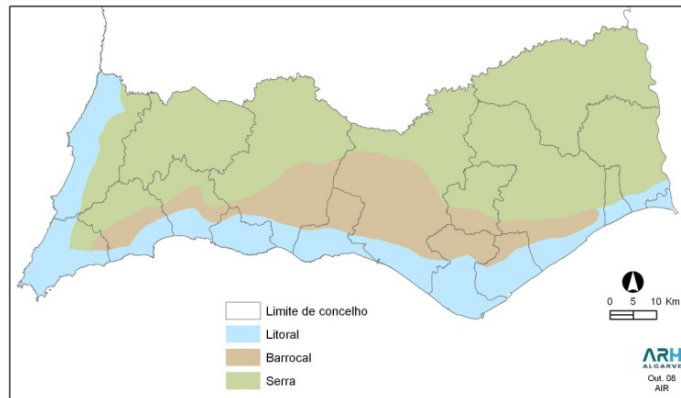 Limite de concelho
Litoral
Barrocal
Serra
0 5 10 Km
ARH
ALGARVE
Out. 08
AIR